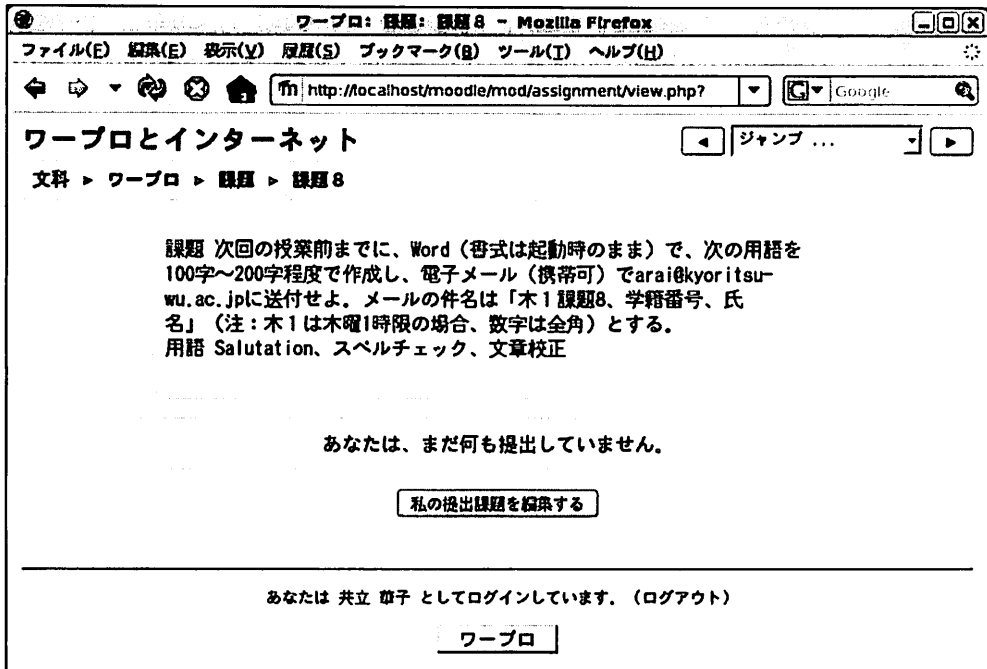 ワープロ: 課題: 課題8 - Mozilla Firefox
ファイル(F) 編集(E) 表示(V) 履歴(S) ブックマーク(B) ツール(T) ヘルプ(H)
http://localhost/moodle/mod/assignment/view.php? Google
ワープロとインターネット ジャンプ ...
文科 ▶ ワープロ ▶ 課題 ▶ 課題8
課題 次回の授業前までに、Word（書式は起動時のまま）で、次の用語を
100字～200字程度で作成し、電子メール（携帯可）でarai@kyoritsu-
wu.ac.jpに送付せよ。メールの件名は「木１課題8、学籍番号、氏
名」（注：木１は木曜1時限の場合、数字は全角）とする。
用語 Salutation、スペルチェック、文章校正
あなたは、まだ何も提出していません。
私の提出課題を編集する
あなたは 共立 子 としてログインしています。（ログアウト）
ワープロ